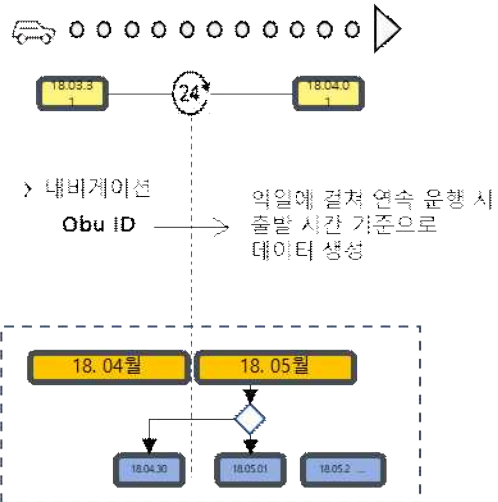 18.03.3
1
24
18.04.0
1
> 내비게이션
Obu ID
익일에 걸쳐 연속 운행 시
출발 시간 기준으로
데이터 생성
18. 04월
18. 05월
18.04.30
18.05.01
18.05.2 ...